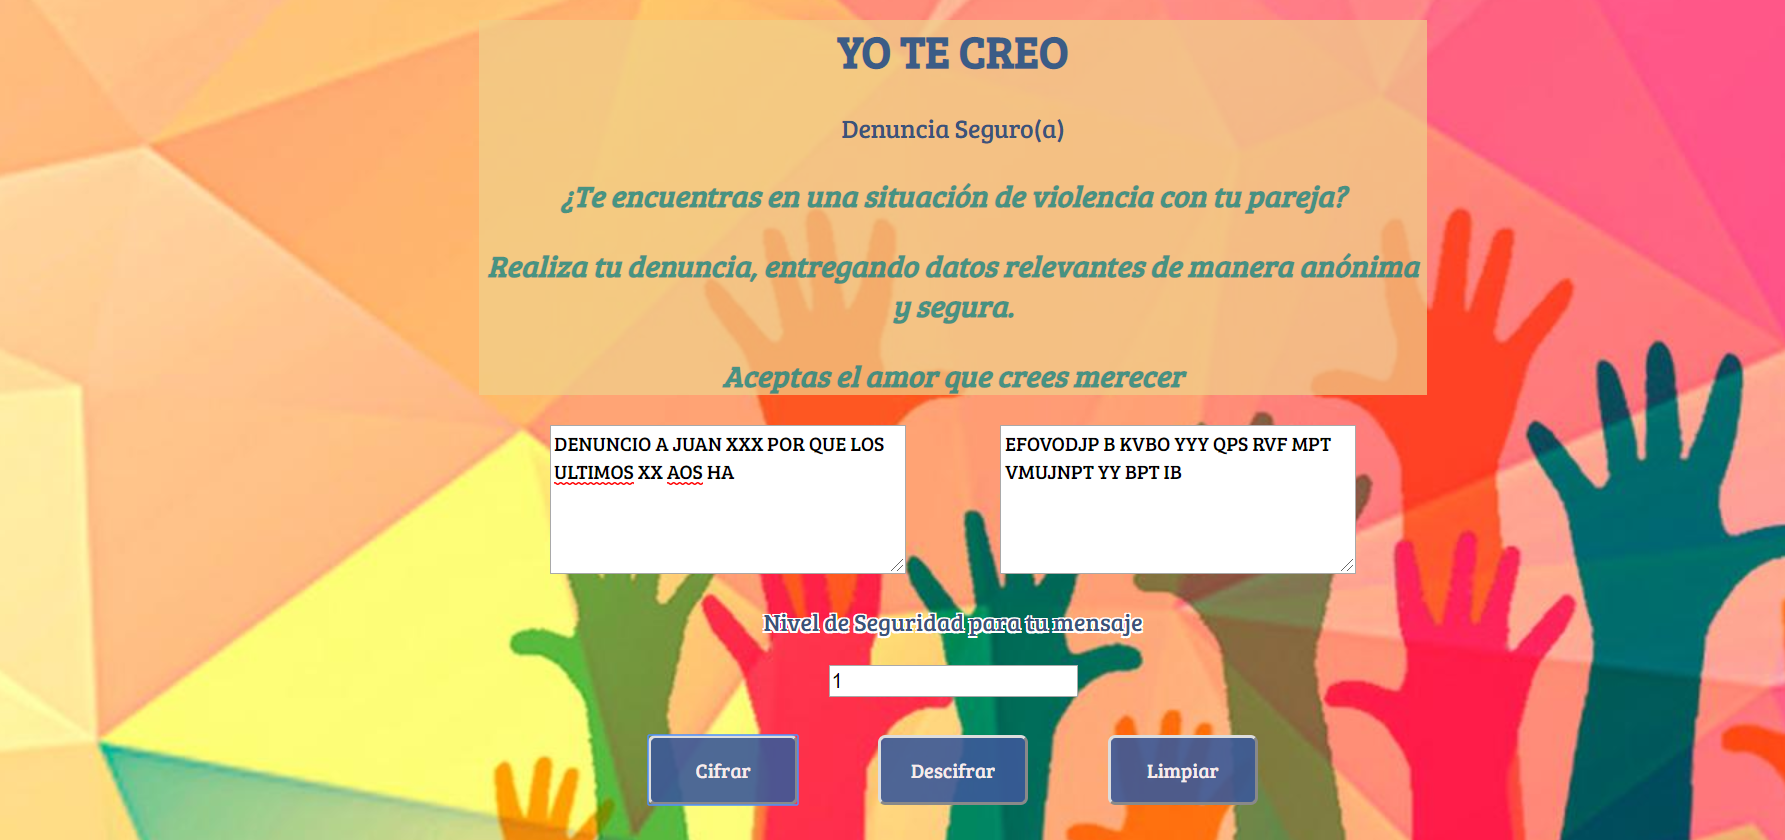 YO TE CREO
Denuncia Seguro(a)
¿Te encuentras en una situación de violencia con tu pareja?
Realiza tu denuncia, entregando datos relevantes de manera anónima
y segura.
Aceptas el amor que crees merecer
DENUNCIO A JUAN XXX POR QUE LOS
ULTIMOS XX AOS HA
EFOVODJP B KVBO YYY QPS RVF MPT
VMUJNPT YY BPT IB
Nivel de Seguridad para tu mensaje
1
Cifrar
Descifrar
Limpiar